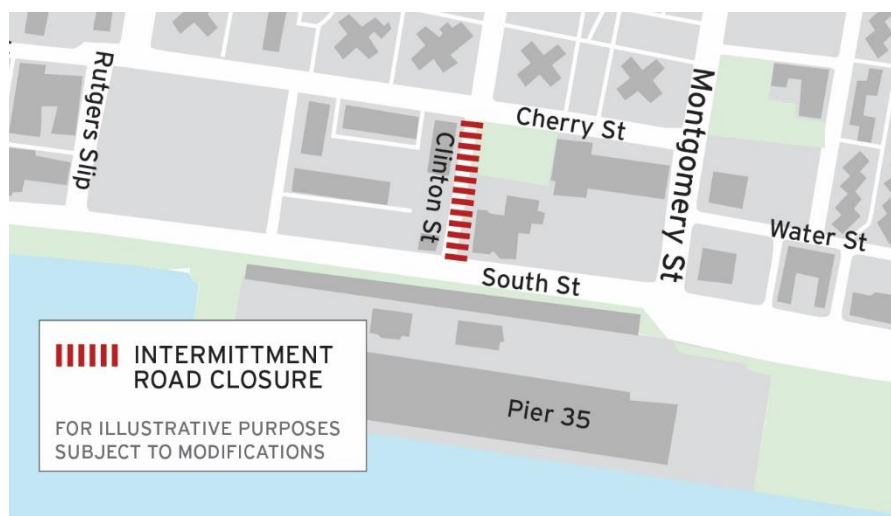 Rutgers Slip
Clinton St
Cherry St
Montgomery St
Water St
South St
Pier 35
INTERMITTMENT
ROAD CLOSURE
FOR ILLUSTRATIVE PURPOSES
SUBJECT TO MODIFICATIONS